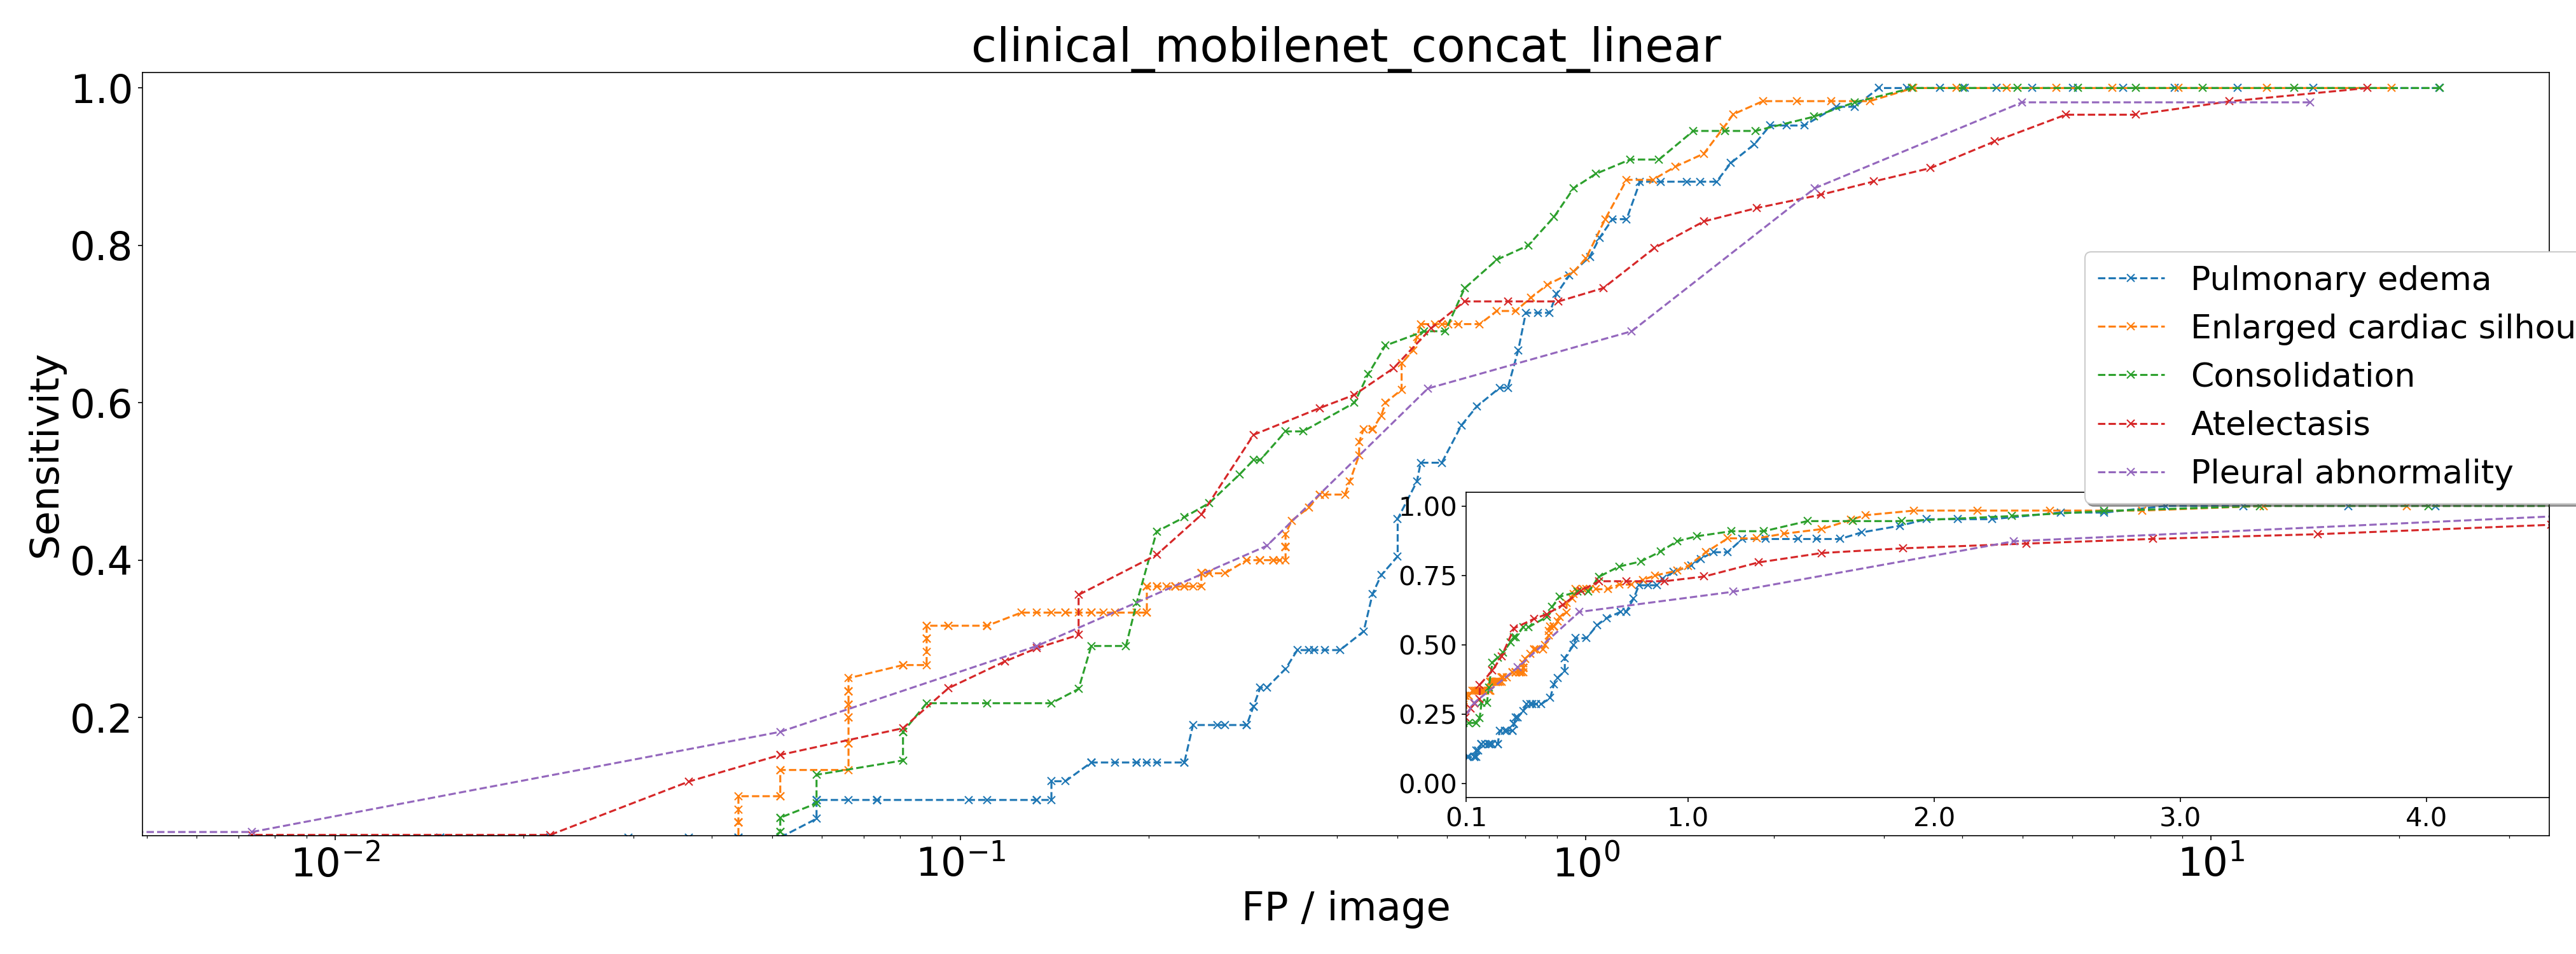 clinical_mobilenet_concat_linear
1.0
0.8
0.6
0.4
0.2
Sensitivity
Pulmonary edema
Enlarged cardiac silhou
Consolidation
Atelectasis
Pleural abnormality
1.00
0.75
0.50
0.25
0.00
0.1 1.0 2.0 3.0 4.0
10⁻² 10⁻¹ 10⁰ 10¹
FP / image